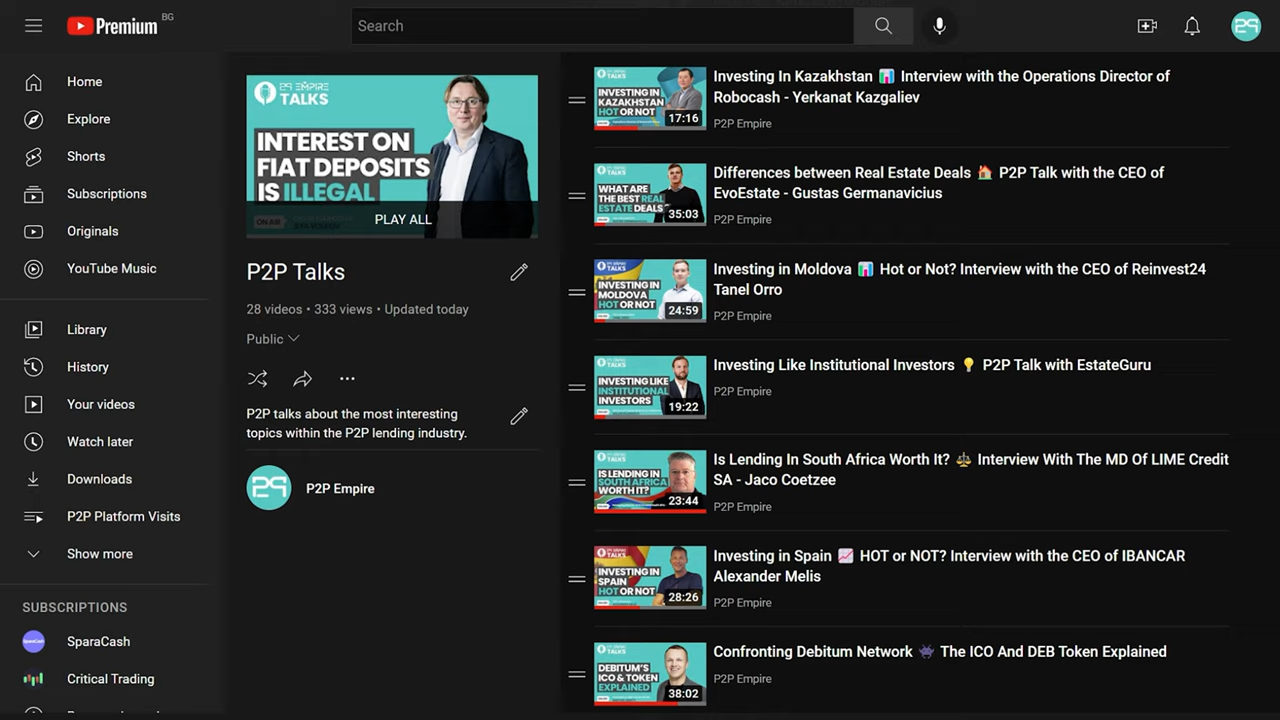 Premium BG
Search
Home
Explore
Shorts
Subscriptions
Originals
YouTube Music
Library
History
Your videos
Watch later
Downloads
P2P Platform Visits
Show more
SUBSCRIPTIONS
SparaCash
Critical Trading
EMPIRE
TALKS
INTEREST ON
FIAT DEPOSITS
IS ILLEGAL
ON AIR
PLAY ALL
P2P Talks
28 videos • 333 views • Updated today
Public
P2P talks about the most interesting
topics within the P2P lending industry.
P2P Empire
TALKS
INVESTING IN
KAZAKHSTAN
HOT OR NOT
17:16
Investing In Kazakhstan 📊 Interview with the Operations Director of
Robocash - Yerkanat Kazgaliev
P2P Empire
TALKS
WHAT ARE
THE BEST REAL
ESTATE DEALS?
35:03
Differences between Real Estate Deals 🏠 P2P Talk with the CEO of
EvoEstate - Gustas Germanavicius
P2P Empire
TALKS
INVESTING IN
MOLDOVA
HOT OR NOT
24:59
Investing in Moldova 📊 Hot or Not? Interview with the CEO of Reinvest24
Tanel Orro
P2P Empire
TALKS
INVESTING LIKE
INSTITUTIONAL
INVESTORS
19:22
Investing Like Institutional Investors 💡 P2P Talk with EstateGuru
P2P Empire
TALKS
IS LENDING IN
SOUTH AFRICA
WORTH IT?
23:44
Is Lending In South Africa Worth It? ⚖️ Interview With The MD Of LIME Credit
SA - Jaco Coetzee
P2P Empire
TALKS
INVESTING IN
SPAIN
HOT OR NOT
28:26
Investing in Spain 📈 HOT or NOT? Interview with the CEO of IBANCAR
Alexander Melis
P2P Empire
TALKS
DEBITUM'S
ICO & TOKEN
EXPLAINED
38:02
Confronting Debitum Network 👾 The ICO And DEB Token Explained
P2P Empire